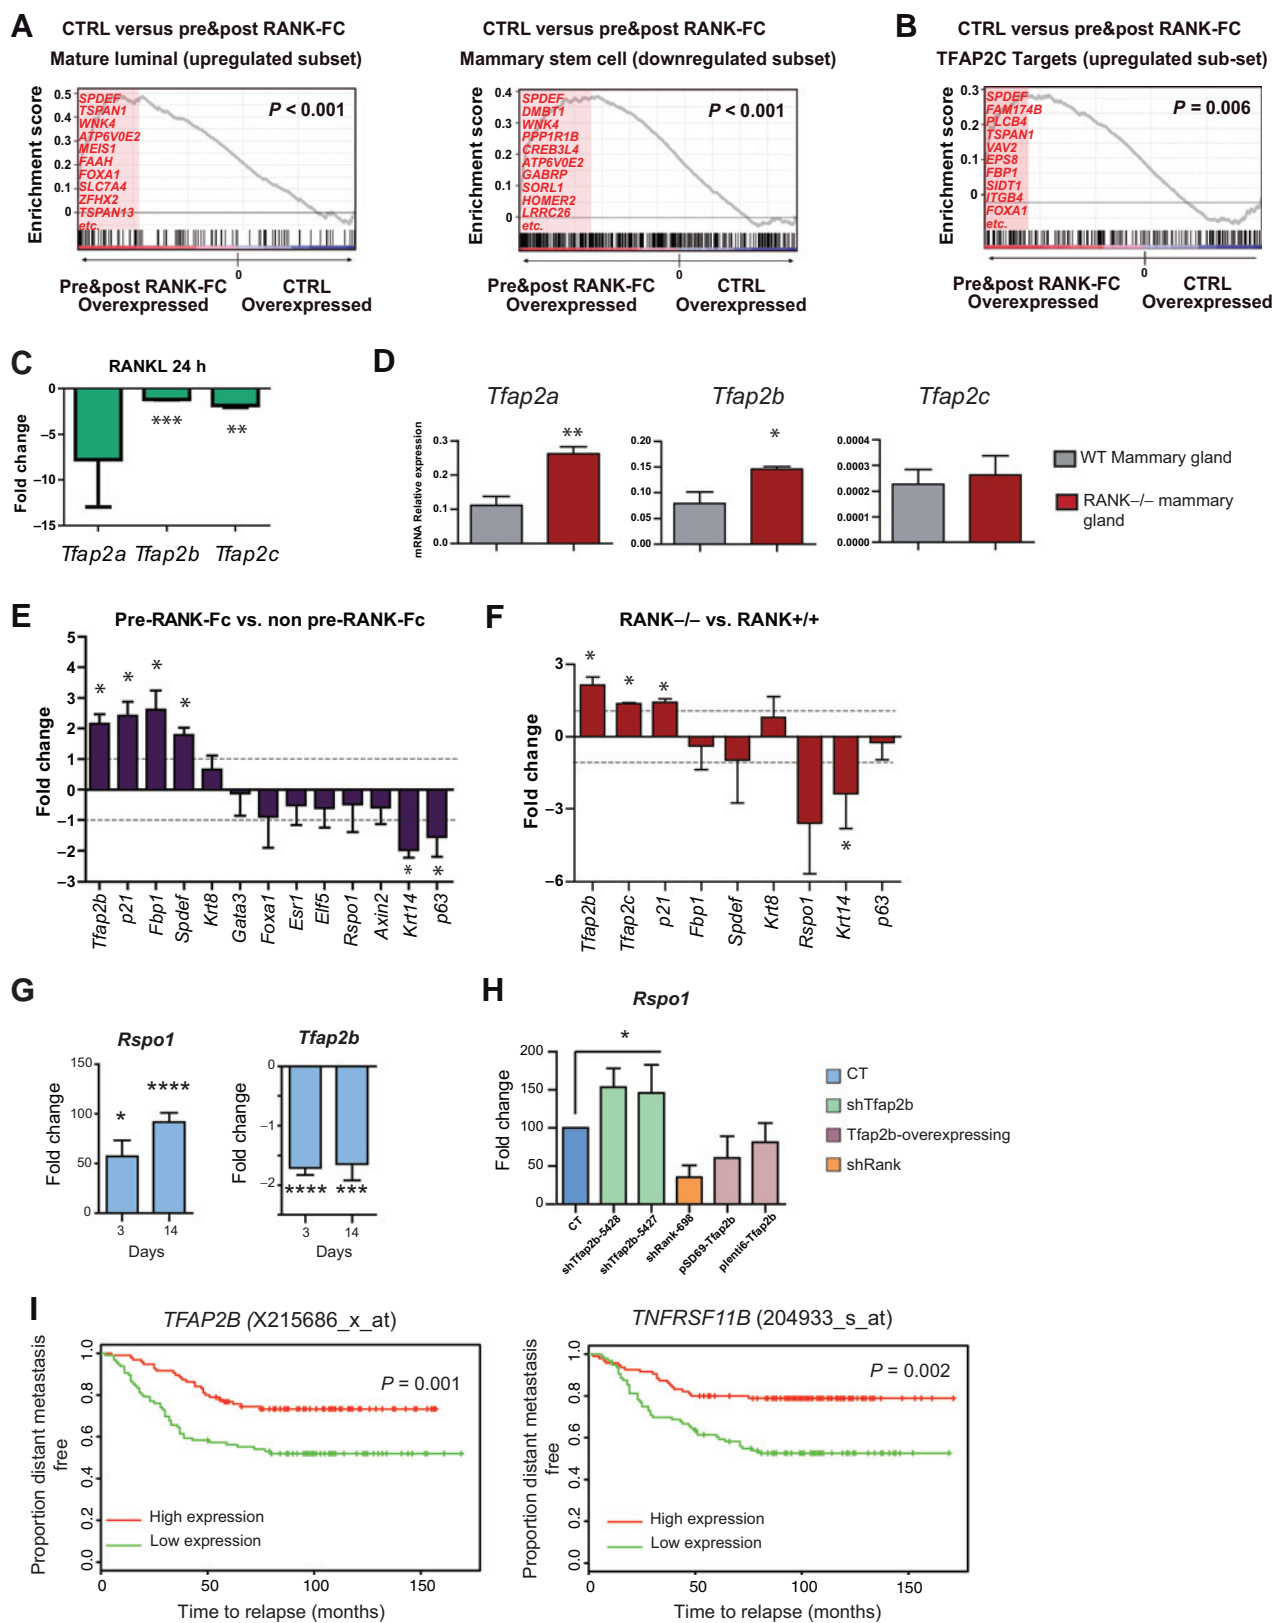 A
CTRL versus pre&post RANK-FC
Mature luminal (upregulated subset)
Enrichment score
0.5
0.4
0.3
0.2
0.1
0
SPDEF
TSPAN1
WNK4
ATP6V0E2
MEIS1
FAAH
FOXA1
SLC7A4
ZFHX2
TSPAN13
etc.
P < 0.001
0
Pre&post RANK-FC
Overexpressed
CTRL
Overexpressed
CTRL versus pre&post RANK-FC
Mammary stem cell (downregulated subset)
Enrichment score
0.4
0.3
0.2
0.1
0
SPDEF
DMBT1
WNK4
PPP1R1B
CREB3L4
ATP6V0E2
GABRP
SORL1
HOMER2
LRRC26
etc.
P < 0.001
0
Pre&post RANK-FC
Overexpressed
CTRL
Overexpressed
B
CTRL versus pre&post RANK-FC
TFAP2C Targets (upregulated sub-set)
Enrichment score
0.3
0.2
0.1
0
SPDEF
FAM174B
PLCB4
TSPAN1
VAV2
EPS8
FBP1
SIDT1
ITGB4
FOXA1
etc.
P = 0.006
0
Pre&post RANK-FC
Overexpressed
CTRL
Overexpressed
C
RANKL 24 h
Fold change
0
−5
−10
−15
***
**
Tfap2a Tfap2b Tfap2c
D
Tfap2a
mRNA Relative expression
0.3
0.2
0.1
0.0
**
Tfap2b
0.20
0.15
0.10
0.05
0.00
*
Tfap2c
0.0004
0.0003
0.0002
0.0001
0.0000
WT Mammary gland
RANK−/− mammary
gland
E
Pre-RANK-Fc vs. non pre-RANK-Fc
Fold change
5
4
3
2
1
0
−1
−2
−3
* * * *
* *
Tfap2b
p21
Fbp1
Spdef
Krt8
Gata3
Foxa1
Esr1
Elf5
Rspo1
Axin2
Krt14
p63
F
RANK−/− vs. RANK+/+
Fold change
3
0
−3
−6
* * *
*
Tfap2b
Tfap2c
p21
Fbp1
Spdef
Krt8
Rspo1
Krt14
p63
G
Rspo1
Fold change
150
100
50
0
*
****
3 14
Days
Tfap2b
Fold change
0
−1
−2
**** ***
3 14
Days
H
Rspo1
Fold change
200
150
100
50
0
*
CT
shTfap2b-5428
shTfap2b-5427
shRank-698
pSD69-Tfap2b
plenti6-Tfap2b
CT
shTfap2b
Tfap2b-overexpressing
shRank
I
TFAP2B (X215686_x_at)
Proportion distant metastasis
free
1.0
0.8
0.6
0.4
0.2
0.0
P = 0.001
High expression
Low expression
0 50 100 150
Time to relapse (months)
TNFRSF11B (204933_s_at)
Proportion distant metastasis
free
1.0
0.8
0.6
0.4
0.2
0.0
P = 0.002
High expression
Low expression
0 50 100 150
Time to relapse (months)